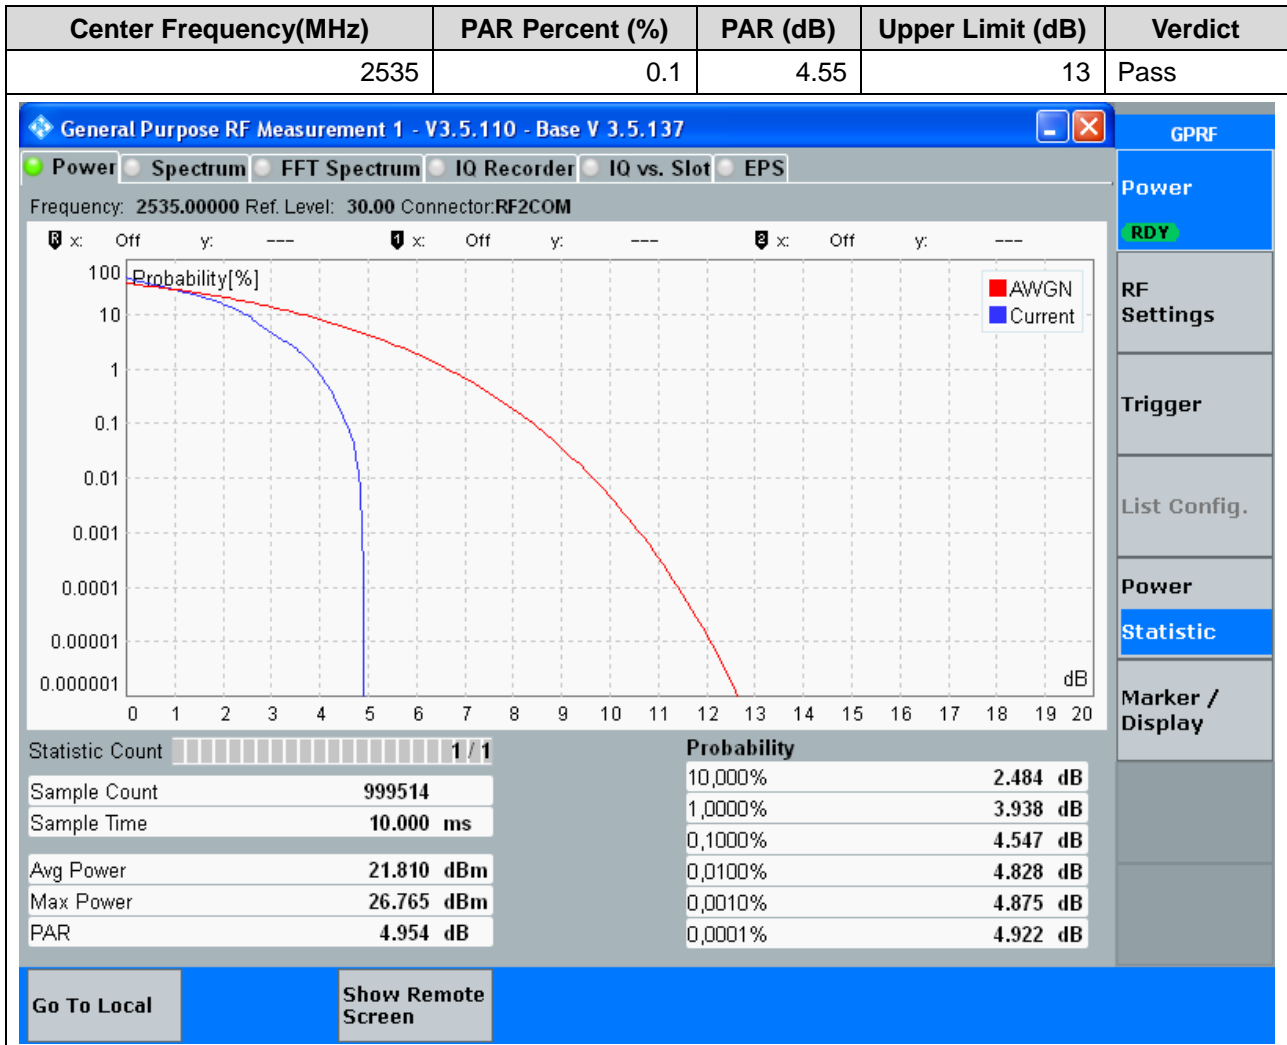 Center Frequency(MHz) PAR Percent (%) PAR (dB) Upper Limit (dB) Verdict
2535 0.1 4.55 13 Pass
General Purpose RF Measurement 1 - V3.5.110 - Base V 3.5.137
GPRF
Power Spectrum FFT Spectrum IQ Recorder IQ vs. Slot EPS
Power
RDY
Frequency: 2535.00000 Ref. Level: 30.00 Connector:RF2COM
R x: Off y: --- 1 x: Off y: --- 2 x: Off y: ---
Probability[%]
AWGN
Current
100
10
1
0.1
0.01
0.001
0.0001
0.00001
0.000001
dB
0 1 2 3 4 5 6 7 8 9 10 11 12 13 14 15 16 17 18 19 20
RF
Settings
Trigger
List Config.
Power
Statistic
Marker /
Display
Statistic Count 1 / 1
Sample Count 999514
Sample Time 10.000 ms
Avg Power 21.810 dBm
Max Power 26.765 dBm
PAR 4.954 dB
Probability
10,000% 2.484 dB
1,0000% 3.938 dB
0,1000% 4.547 dB
0,0100% 4.828 dB
0,0010% 4.875 dB
0,0001% 4.922 dB
Go To Local
Show Remote
Screen